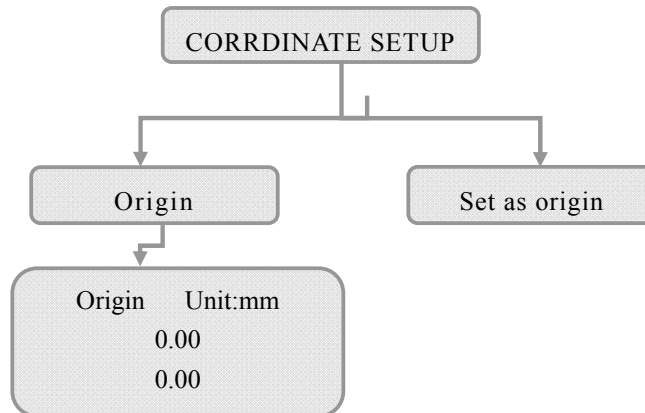 CORRDINATE SETUP
Origin
Set as origin
Origin Unit:mm
0.00
0.00